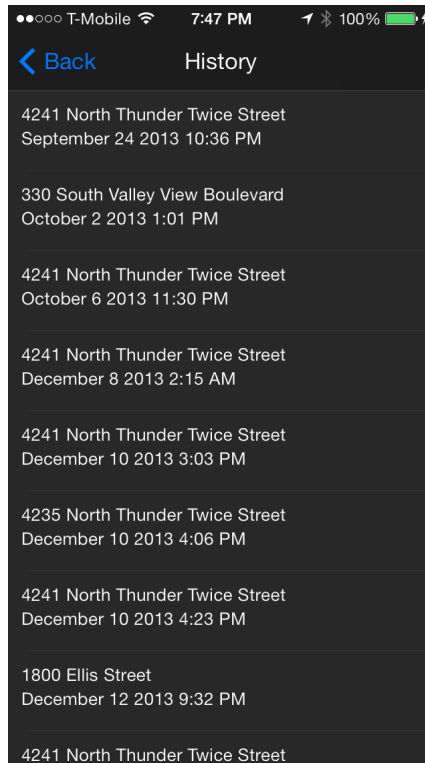 T-Mobile 7:47 PM 100%
Back History
4241 North Thunder Twice Street
September 24 2013 10:36 PM
330 South Valley View Boulevard
October 2 2013 1:01 PM
4241 North Thunder Twice Street
October 6 2013 11:30 PM
4241 North Thunder Twice Street
December 8 2013 2:15 AM
4241 North Thunder Twice Street
December 10 2013 3:03 PM
4235 North Thunder Twice Street
December 10 2013 4:06 PM
4241 North Thunder Twice Street
December 10 2013 4:23 PM
1800 Ellis Street
December 12 2013 9:32 PM
4241 North Thunder Twice Street